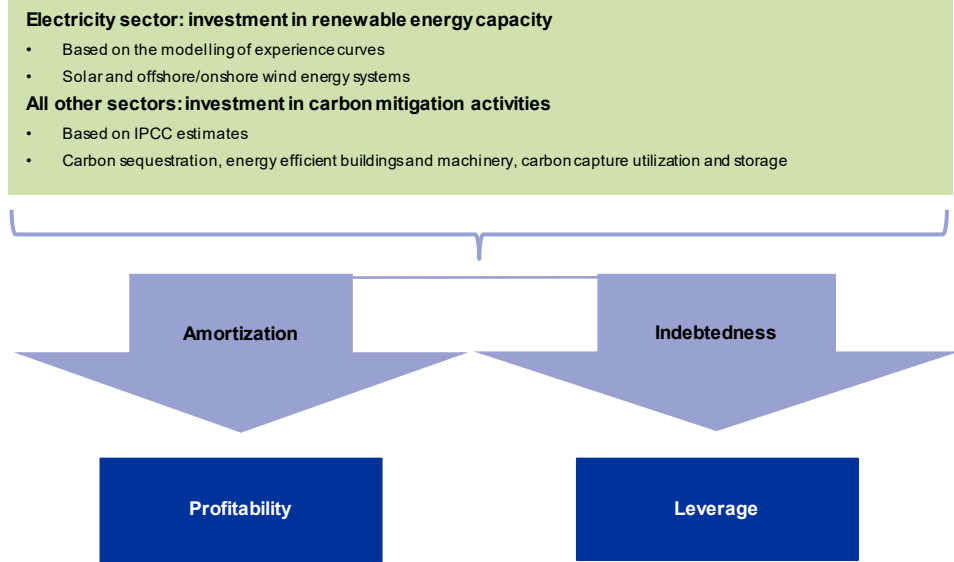 Electricity sector: investment in renewable energy capacity
• Based on the modelling of experience curves
• Solar and offshore/onshore wind energy systems
All other sectors: investment in carbon mitigation activities
• Based on IPCC estimates
• Carbon sequestration, energy efficient buildings and machinery, carbon capture utilization and storage
Amortization
Indebtedness
Profitability
Leverage